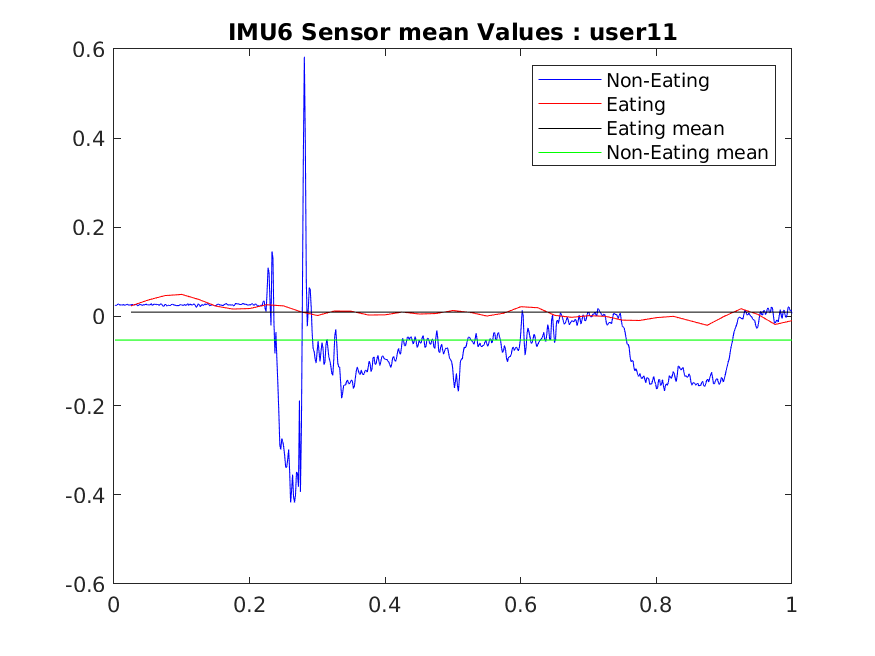 IMU6 Sensor mean Values : user11
0.6
0.4
0.2
0
-0.2
-0.4
-0.6
0 0.2 0.4 0.6 0.8 1
Non-Eating
Eating
Eating mean
Non-Eating mean